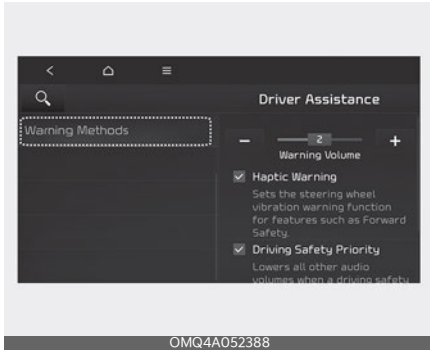 Driver Assistance
Warning Methods
2
Warning Volume
Haptic Warning
Sets the steering wheel
vibration warning function
for features such as Forward
Safety.
Driving Safety Priority
Lowers all other audio
volumes when a driving safety
OMQ4A052388